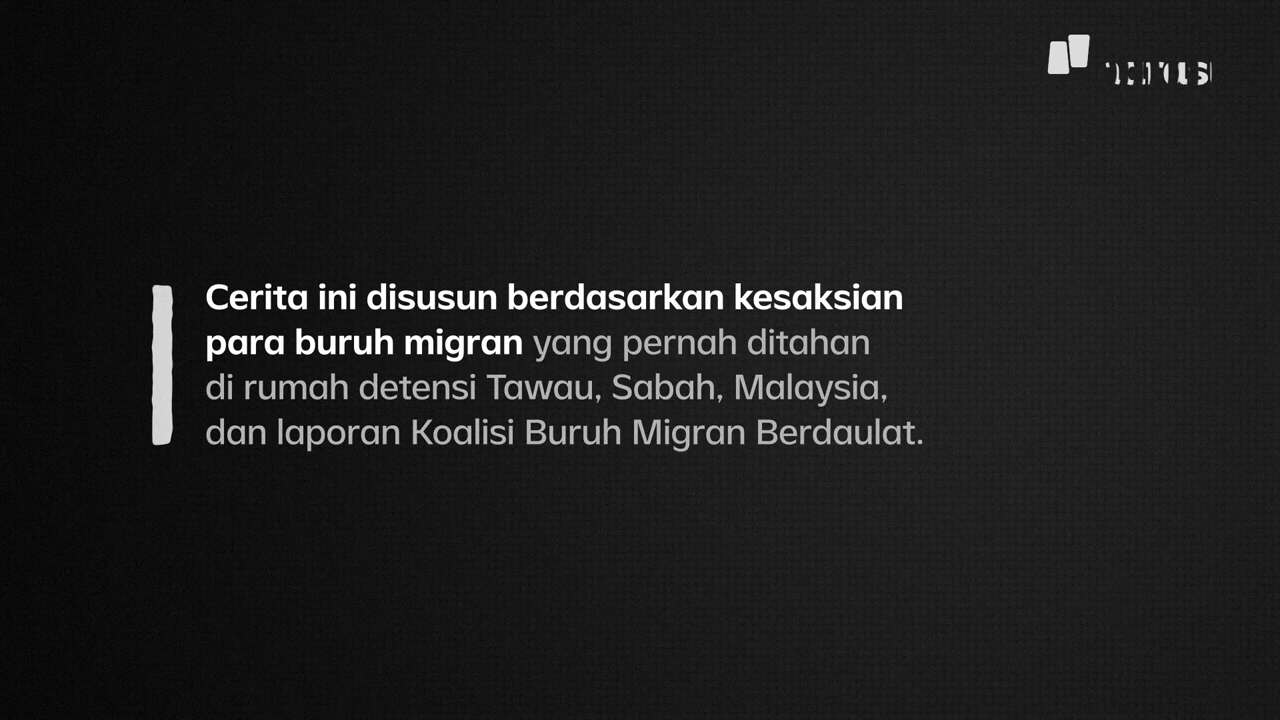 Cerita ini disusun berdasarkan kesaksian
para buruh migran yang pernah ditahan
di rumah detensi Tawau, Sabah, Malaysia,
dan laporan Koalisi Buruh Migran Berdaulat.